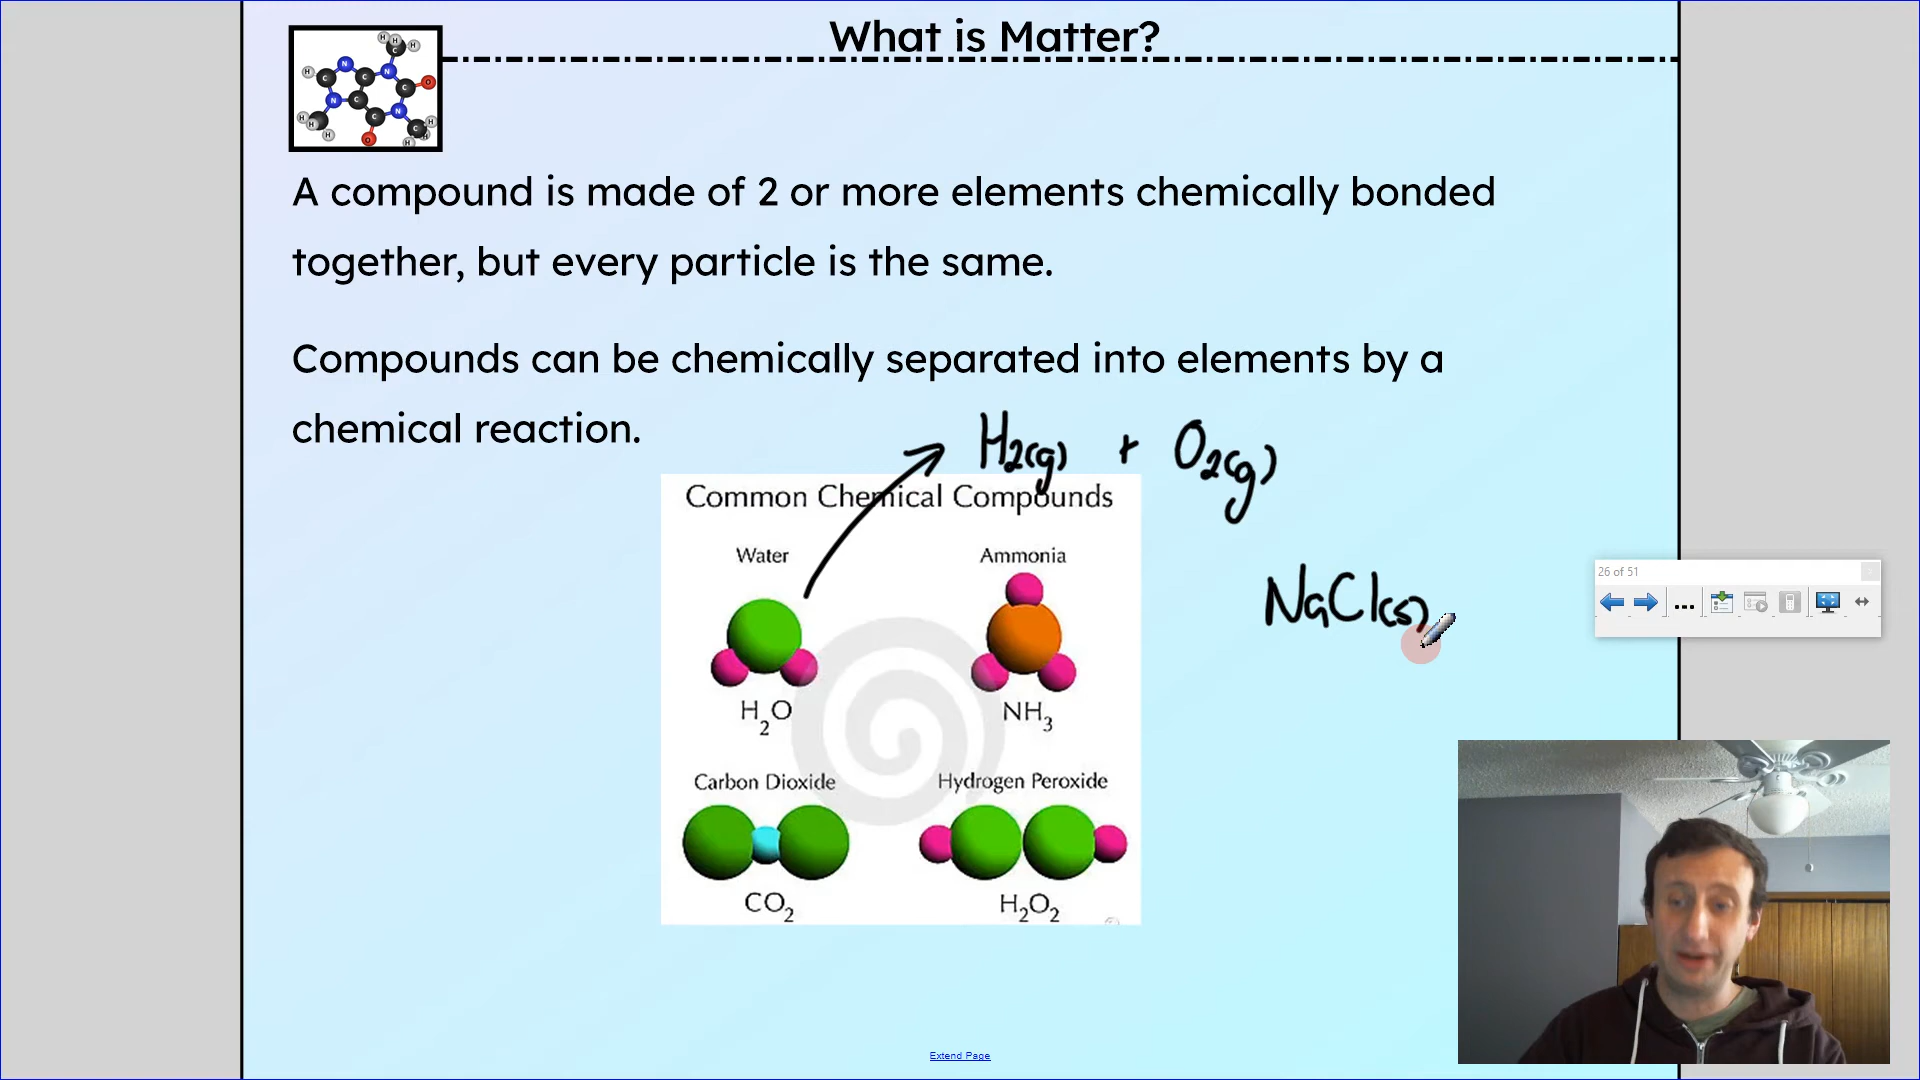 What is Matter?
A compound is made of 2 or more elements chemically bonded
together, but every particle is the same.
Compounds can be chemically separated into elements by a
chemical reaction.
H₂(g) + O₂(g)
Common Chemical Compounds
Water
Ammonia
NaCl(s)
H₂O
NH₃
Carbon Dioxide
Hydrogen Peroxide
CO₂
H₂O₂
26 of 51
Extend Page
H H H
C
N N
H C C C O
N C N
C
H H C H
H O C H
H